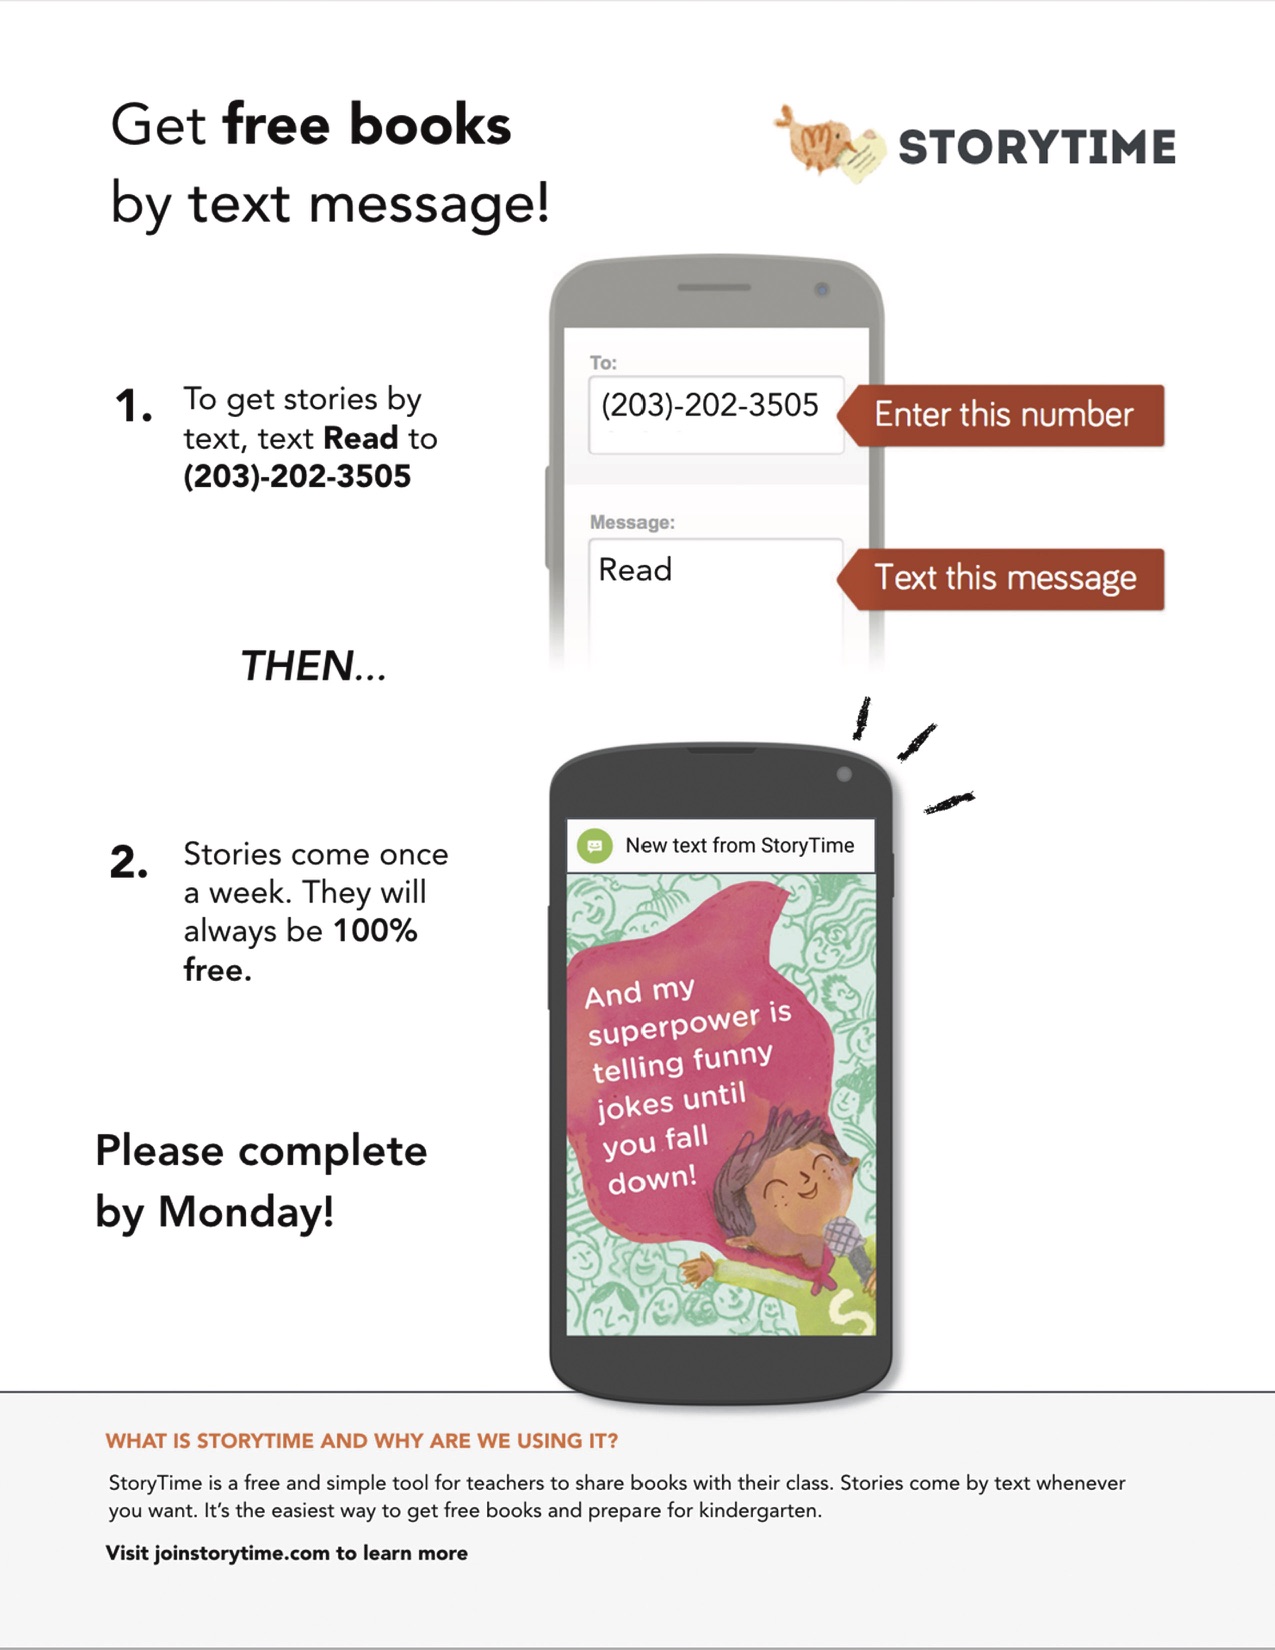 Get free books
by text message!
STORYTIME
1.
To get stories by
text, text Read to
(203)-202-3505
To:
(203)-202-3505
Enter this number
Message:
Read
Text this message
THEN...
2.
Stories come once
a week. They will
always be 100%
free.
New text from StoryTime
And my
superpower is
telling funny
jokes until
you fall
down!
S
Please complete
by Monday!
WHAT IS STORYTIME AND WHY ARE WE USING IT?
StoryTime is a free and simple tool for teachers to share books with their class. Stories come by text whenever
you want. It's the easiest way to get free books and prepare for kindergarten.
Visit joinstorytime.com to learn more